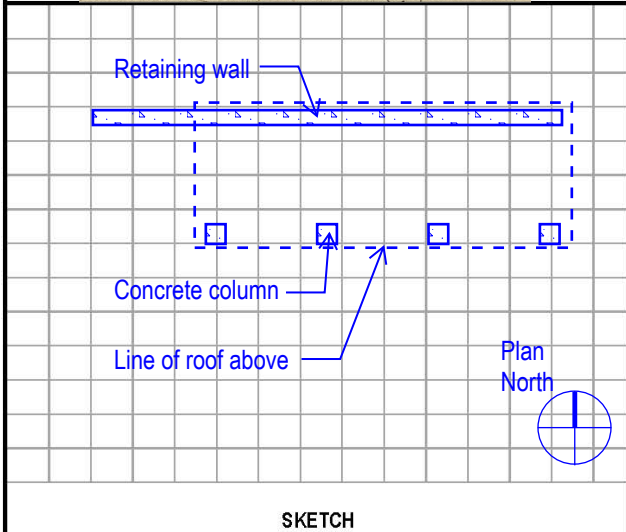 Retaining wall
Concrete column
Line of roof above
Plan
North
SKETCH